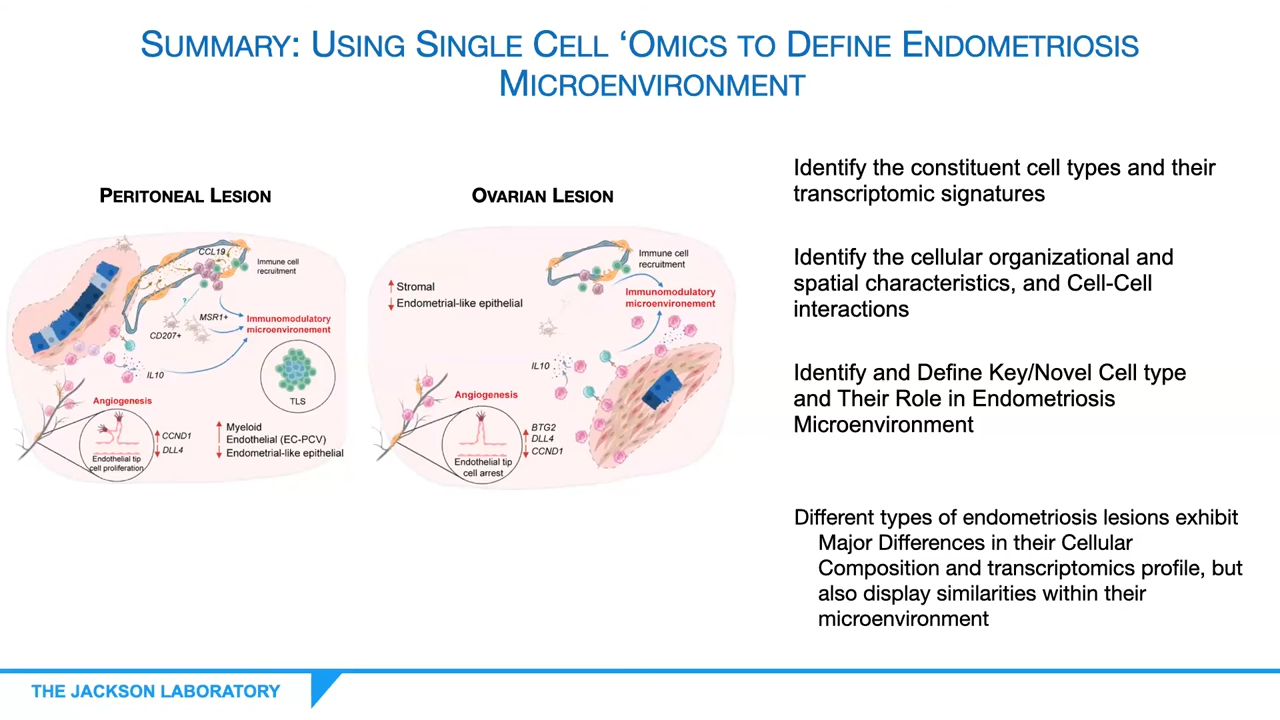 SUMMARY: USING SINGLE CELL ‘OMICS TO DEFINE ENDOMETRIOSIS
MICROENVIRONMENT
PERITONEAL LESION
CCL19
Immune cell
recruitment
MSR1+
CD207+
Immunomodulatory
microenvironement
IL10
TLS
Angiogenesis
CCND1
DLL4
Endothelial tip
cell proliferation
Myeloid
Endothelial (EC-PCV)
Endometrial-like epithelial
OVARIAN LESION
Immune cell
recruitment
Stromal
Endometrial-like epithelial
Immunomodulatory
microenvironement
IL10
Angiogenesis
BTG2
DLL4
CCND1
Endothelial tip
cell arrest
Identify the constituent cell types and their
transcriptomic signatures
Identify the cellular organizational and
spatial characteristics, and Cell-Cell
interactions
Identify and Define Key/Novel Cell type
and Their Role in Endometriosis
Microenvironment
Different types of endometriosis lesions exhibit
Major Differences in their Cellular
Composition and transcriptomics profile, but
also display similarities within their
microenvironment
THE JACKSON LABORATORY